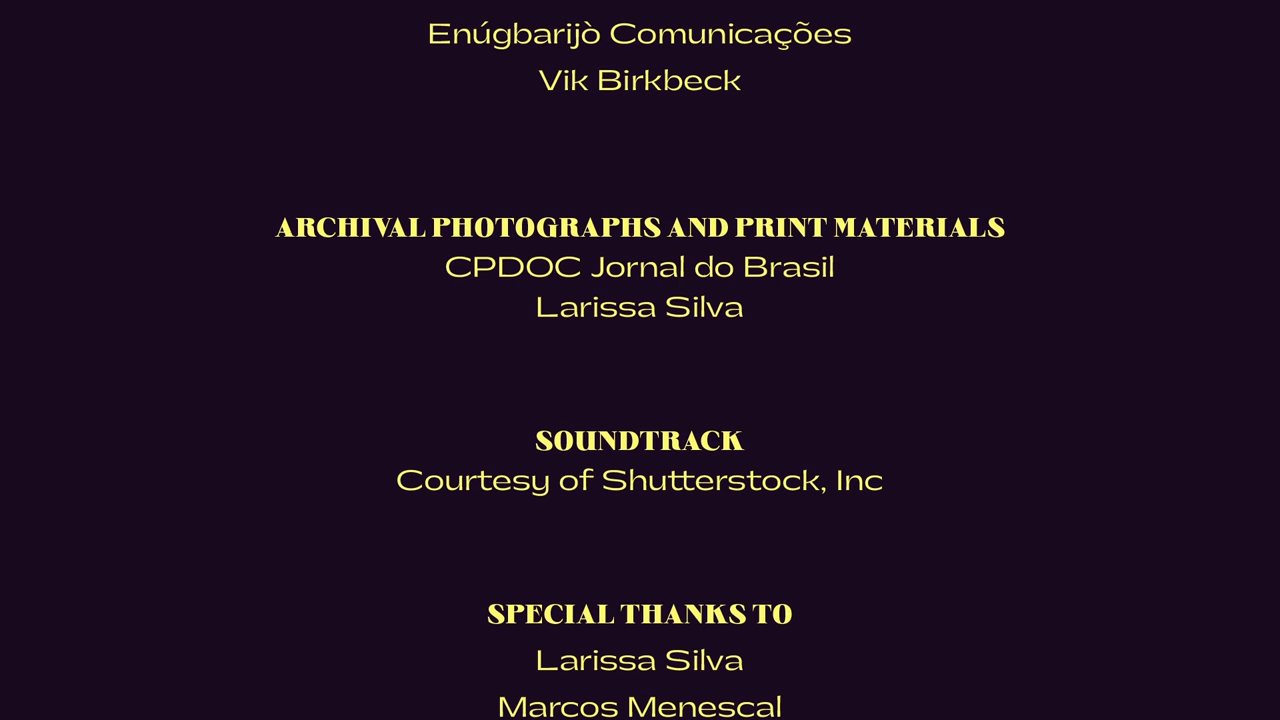 Enúgbarijò Comunicações
Vik Birkbeck
ARCHIVAL PHOTOGRAPHS AND PRINT MATERIALS
CPDOC Jornal do Brasil
Larissa Silva
SOUNDTRACK
Courtesy of Shutterstock, Inc
SPECIAL THANKS TO
Larissa Silva
Marcos Menescal